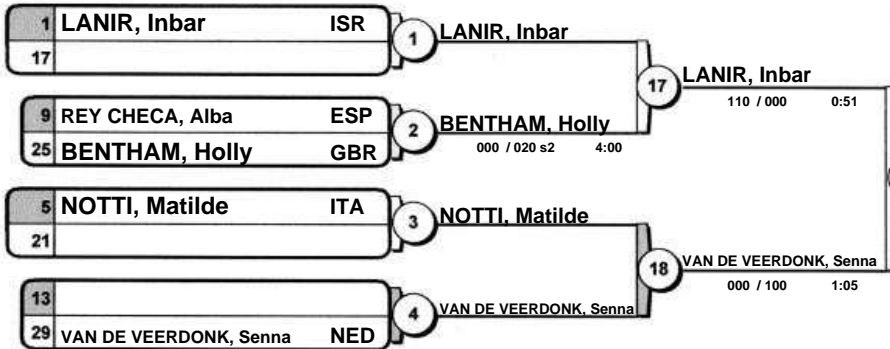 1 LANIR, Inbar ISR
17
1 LANIR, Inbar
9 REY CHECA, Alba ESP
25 BENTHAM, Holly GBR
2 BENTHAM, Holly
000 / 020 s2 4:00
17 LANIR, Inbar
110 / 000 0:51
5 NOTTI, Matilde ITA
21
3 NOTTI, Matilde
13
29 VAN DE VEERDONK, Senna NED
4 VAN DE VEERDONK, Senna
18 VAN DE VEERDONK, Senna
000 / 100 1:05